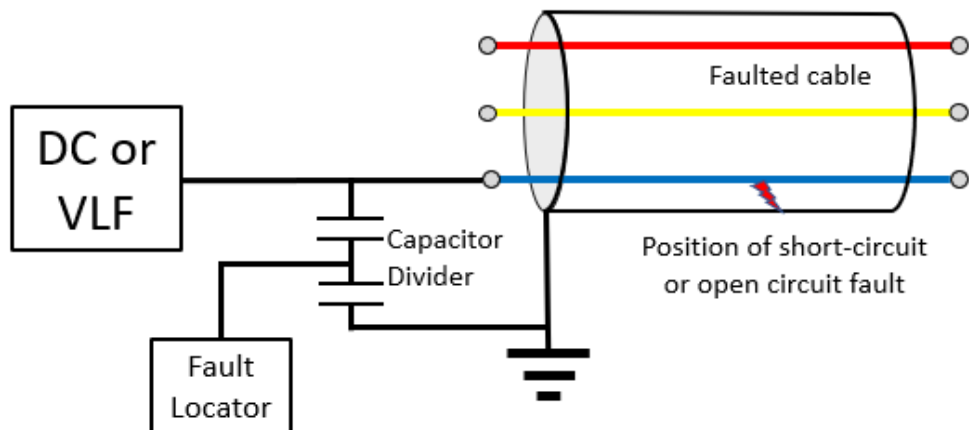 Faulted cable
DC or
VLF
Capacitor
Divider
Position of short-circuit
or open circuit fault
Fault
Locator